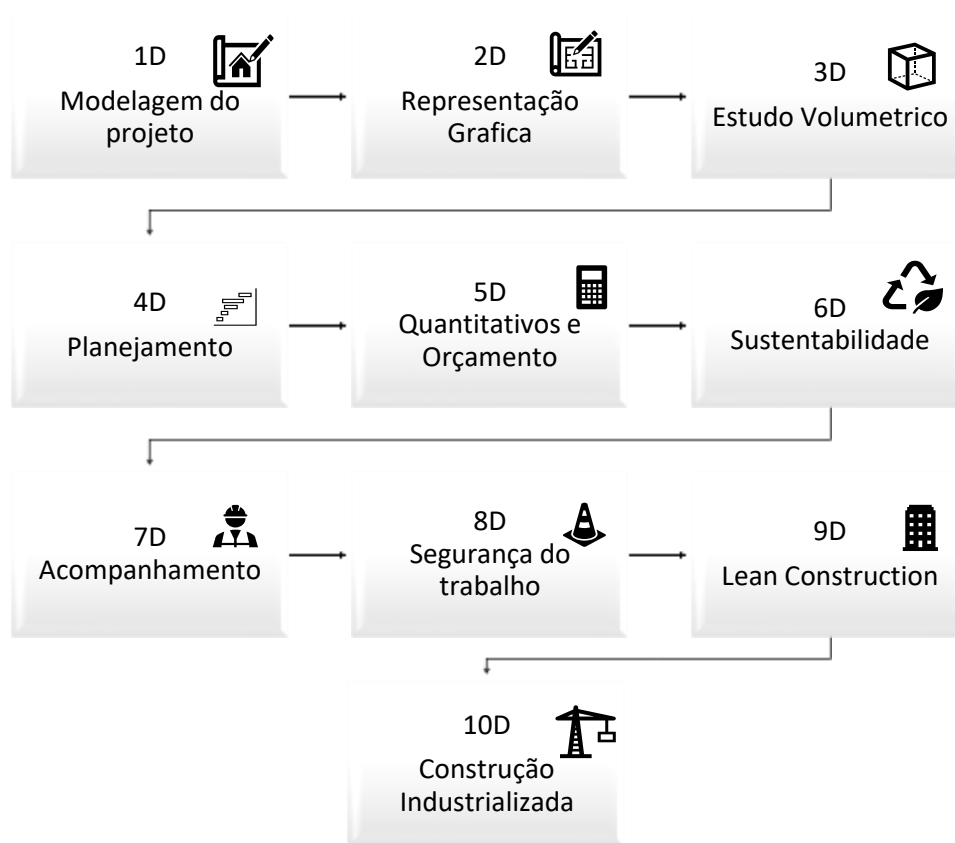 1D
Modelagem do
projeto
2D
Representação
Grafica
3D
Estudo Volumetrico
4D
Planejamento
5D
Quantitativos e
Orçamento
6D
Sustentabilidade
7D
Acompanhamento
8D
Segurança do
trabalho
9D
Lean Construction
10D
Construção
Industrializada